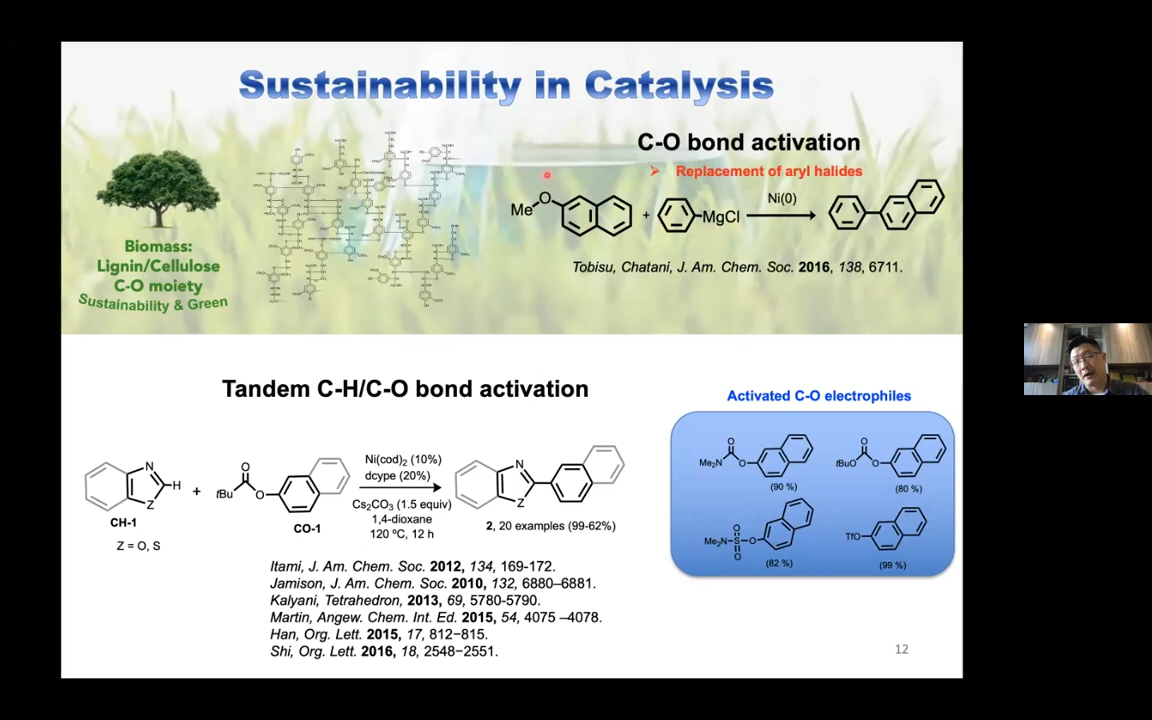 Sustainability in Catalysis
C-O bond activation
➢ Replacement of aryl halides
Biomass:
Lignin/Cellulose
C-O moiety
Sustainability & Green
Me
O
+
MgCl
Ni(0)
Tobisu, Chatani, J. Am. Chem. Soc. 2016, 138, 6711.
Tandem C-H/C-O bond activation
N
H
Z
CH-1
Z = O, S
+
O
tBu
O
CO-1
Ni(cod)2 (10%)
dcype (20%)
Cs2CO3 (1.5 equiv)
1,4-dioxane
120 ºC, 12 h
N
Z
2, 20 examples (99-62%)
Itami, J. Am. Chem. Soc. 2012, 134, 169-172.
Jamison, J. Am. Chem. Soc. 2010, 132, 6880–6881.
Kalyani, Tetrahedron, 2013, 69, 5780-5790.
Martin, Angew. Chem. Int. Ed. 2015, 54, 4075 –4078.
Han, Org. Lett. 2015, 17, 812−815.
Shi, Org. Lett. 2016, 18, 2548−2551.
Activated C-O electrophiles
O
Me2N
O
(90 %)
O
tBuO
O
(80 %)
O
Me2N-S-O
O
(82 %)
TfO
(99 %)
12